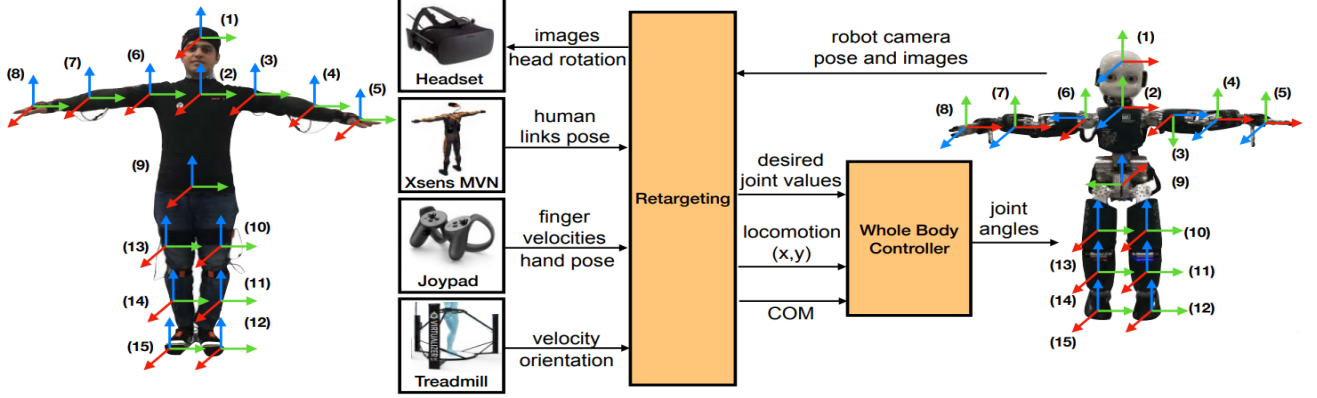 (1)
(2)
(3)
(4)
(5)
(6)
(7)
(8)
(9)
(10)
(11)
(12)
(13)
(14)
(15)
Headset
Xsens MVN
Joypad
VIRTUALIZER
Treadmill
images
head rotation
human
links pose
finger
velocities
hand pose
velocity
orientation
Retargeting
robot camera
pose and images
desired
joint values
locomotion
(x,y)
COM
Whole Body
Controller
joint
angles
(1)
(2)
(3)
(4)
(5)
(6)
(7)
(8)
(9)
(10)
(11)
(12)
(13)
(14)
(15)